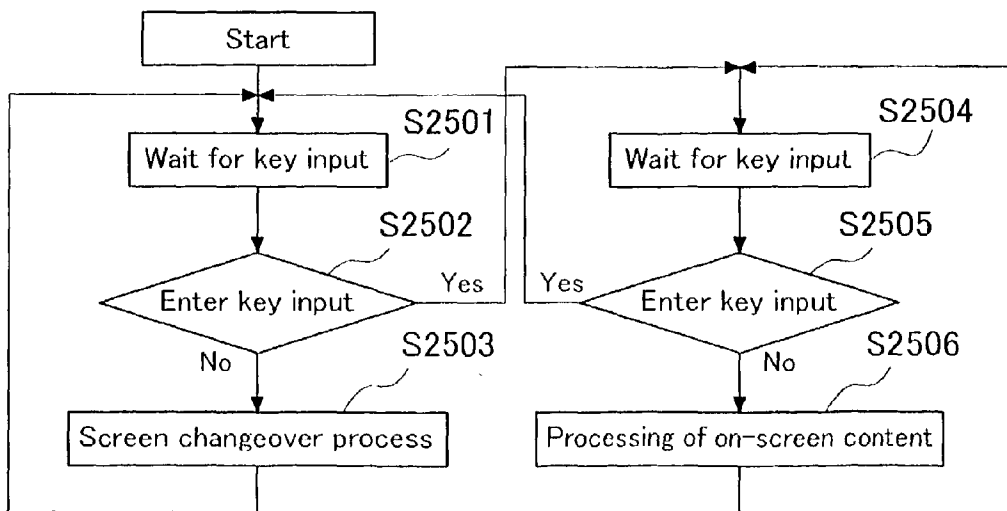 Start
S2501
Wait for key input
S2502
Enter key input
Yes
No
S2503
Screen changeover process
S2504
Wait for key input
S2505
Yes
Enter key input
No
S2506
Processing of on-screen content